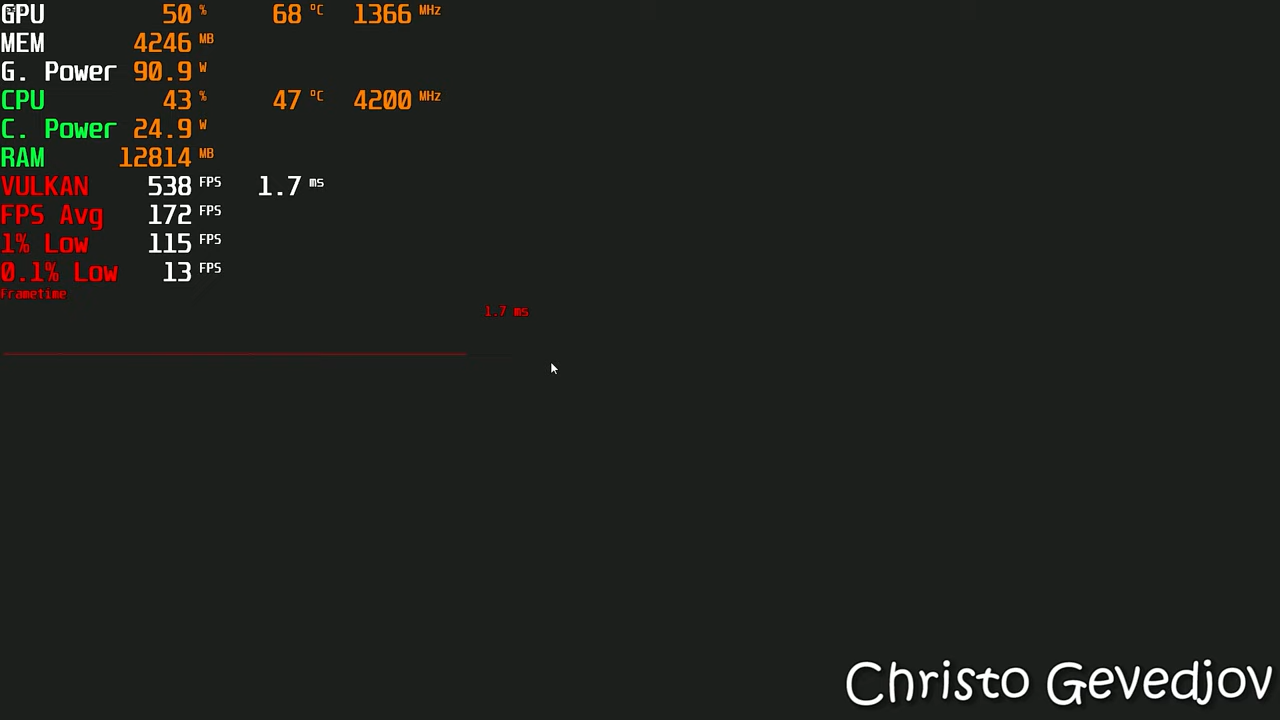 GPU 50 % 68 °C 1366 MHz
MEM 4246 MB
G. Power 90.9 W
CPU 43 % 47 °C 4200 MHz
C. Power 24.9 W
RAM 12814 MB
VULKAN 538 FPS 1.7 ms
FPS Avg 172 FPS
1% Low 115 FPS
0.1% Low 13 FPS
Frametime
1.7 ms
Christo Gevedjov